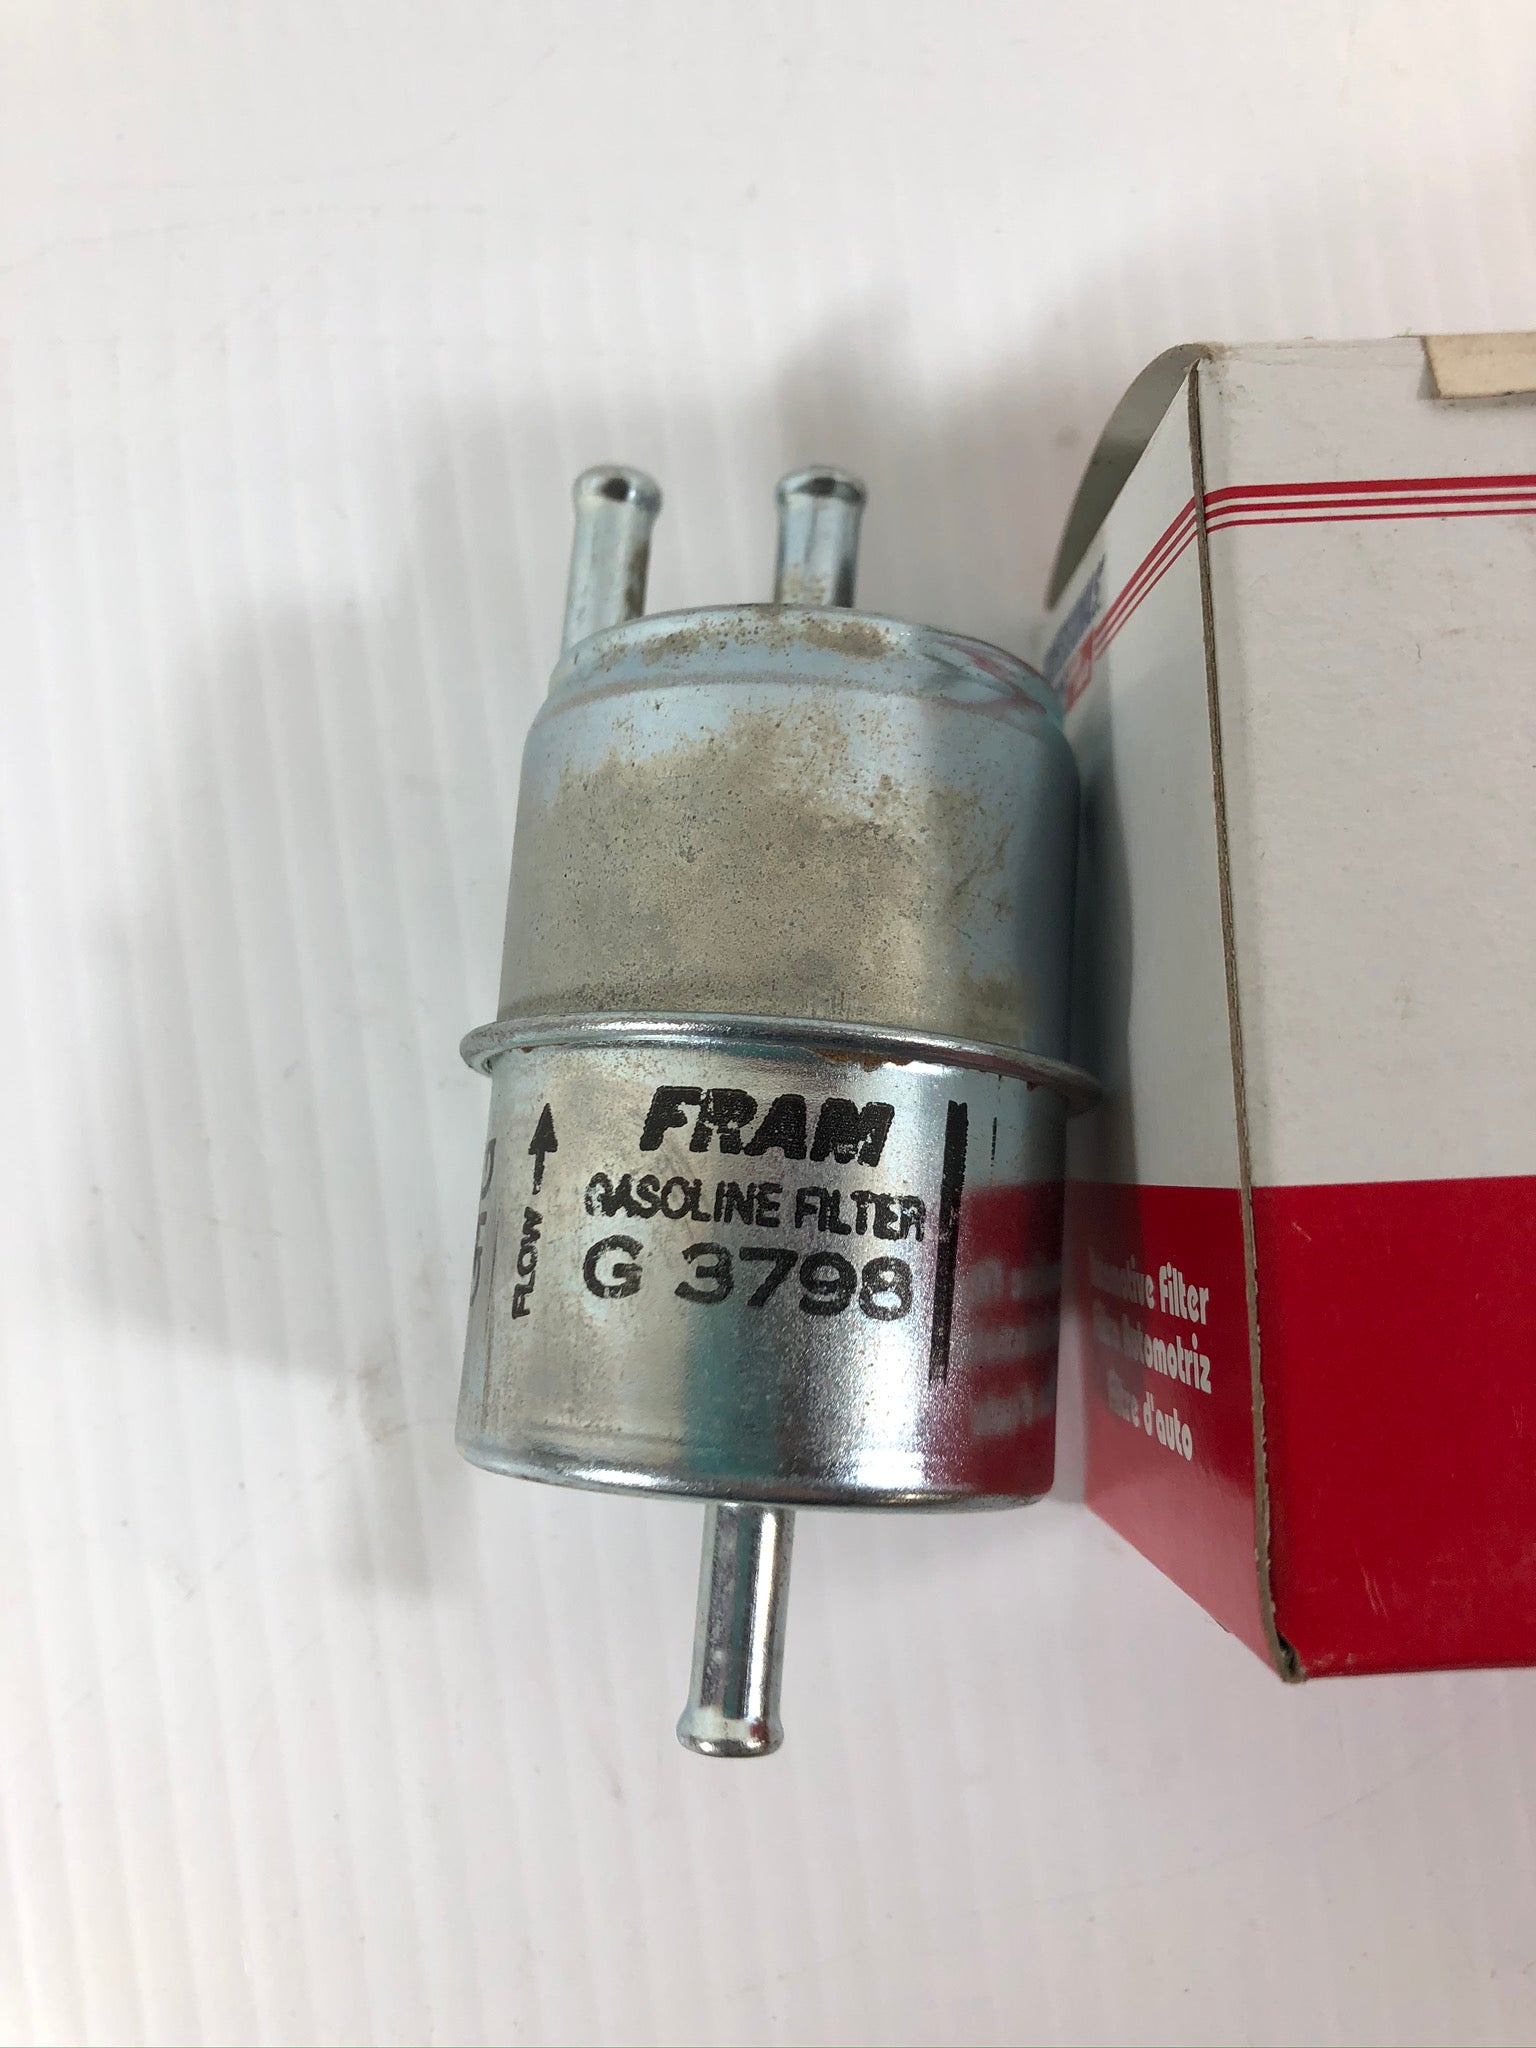 FRAM
GASOLINE FILTER
G 3798
FLOW
Automotive Filter
Filtro Automotriz
Filtre d'auto